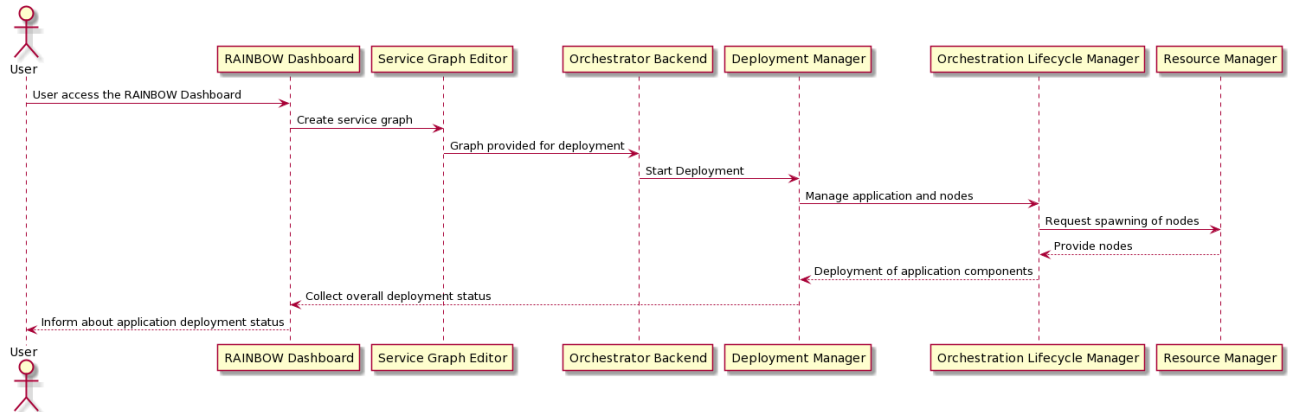 User
RAINBOW Dashboard
Service Graph Editor
Orchestrator Backend
Deployment Manager
Orchestration Lifecycle Manager
Resource Manager
User access the RAINBOW Dashboard
Create service graph
Graph provided for deployment
Start Deployment
Manage application and nodes
Request spawning of nodes
Provide nodes
Deployment of application components
Collect overall deployment status
Inform about application deployment status
User
RAINBOW Dashboard
Service Graph Editor
Orchestrator Backend
Deployment Manager
Orchestration Lifecycle Manager
Resource Manager